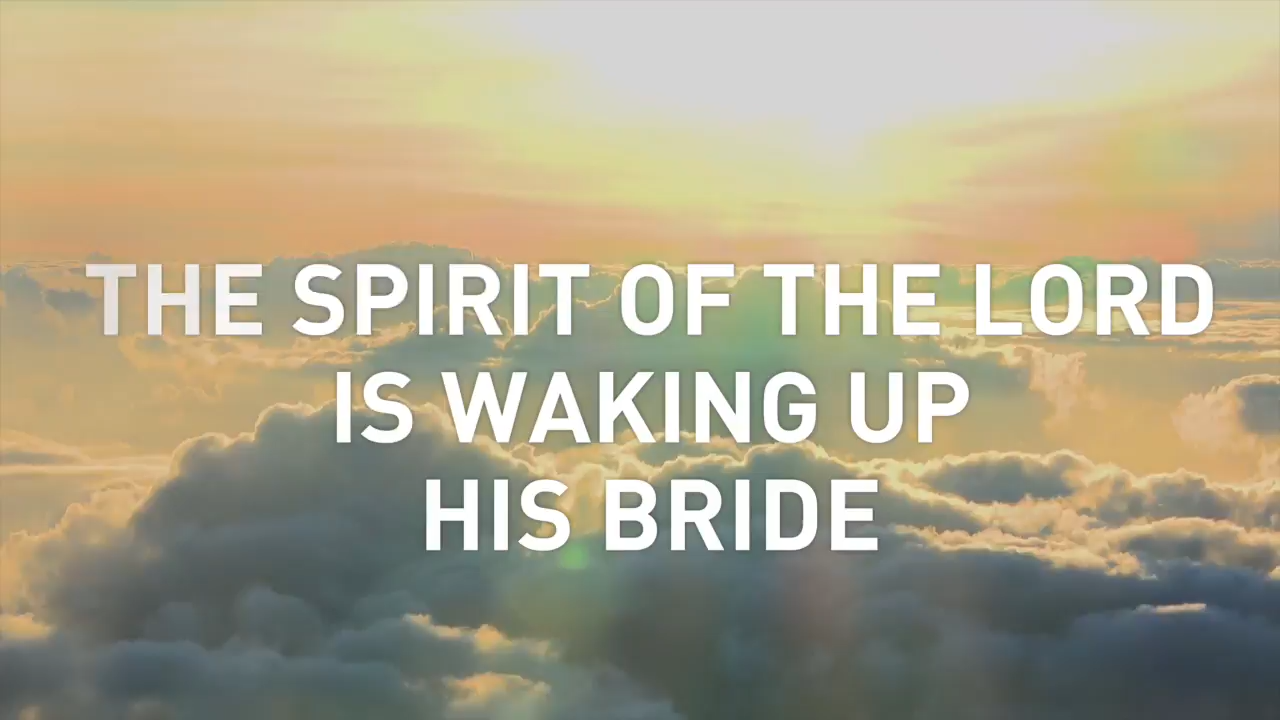 THE SPIRIT OF THE LORD
IS WAKING UP
HIS BRIDE